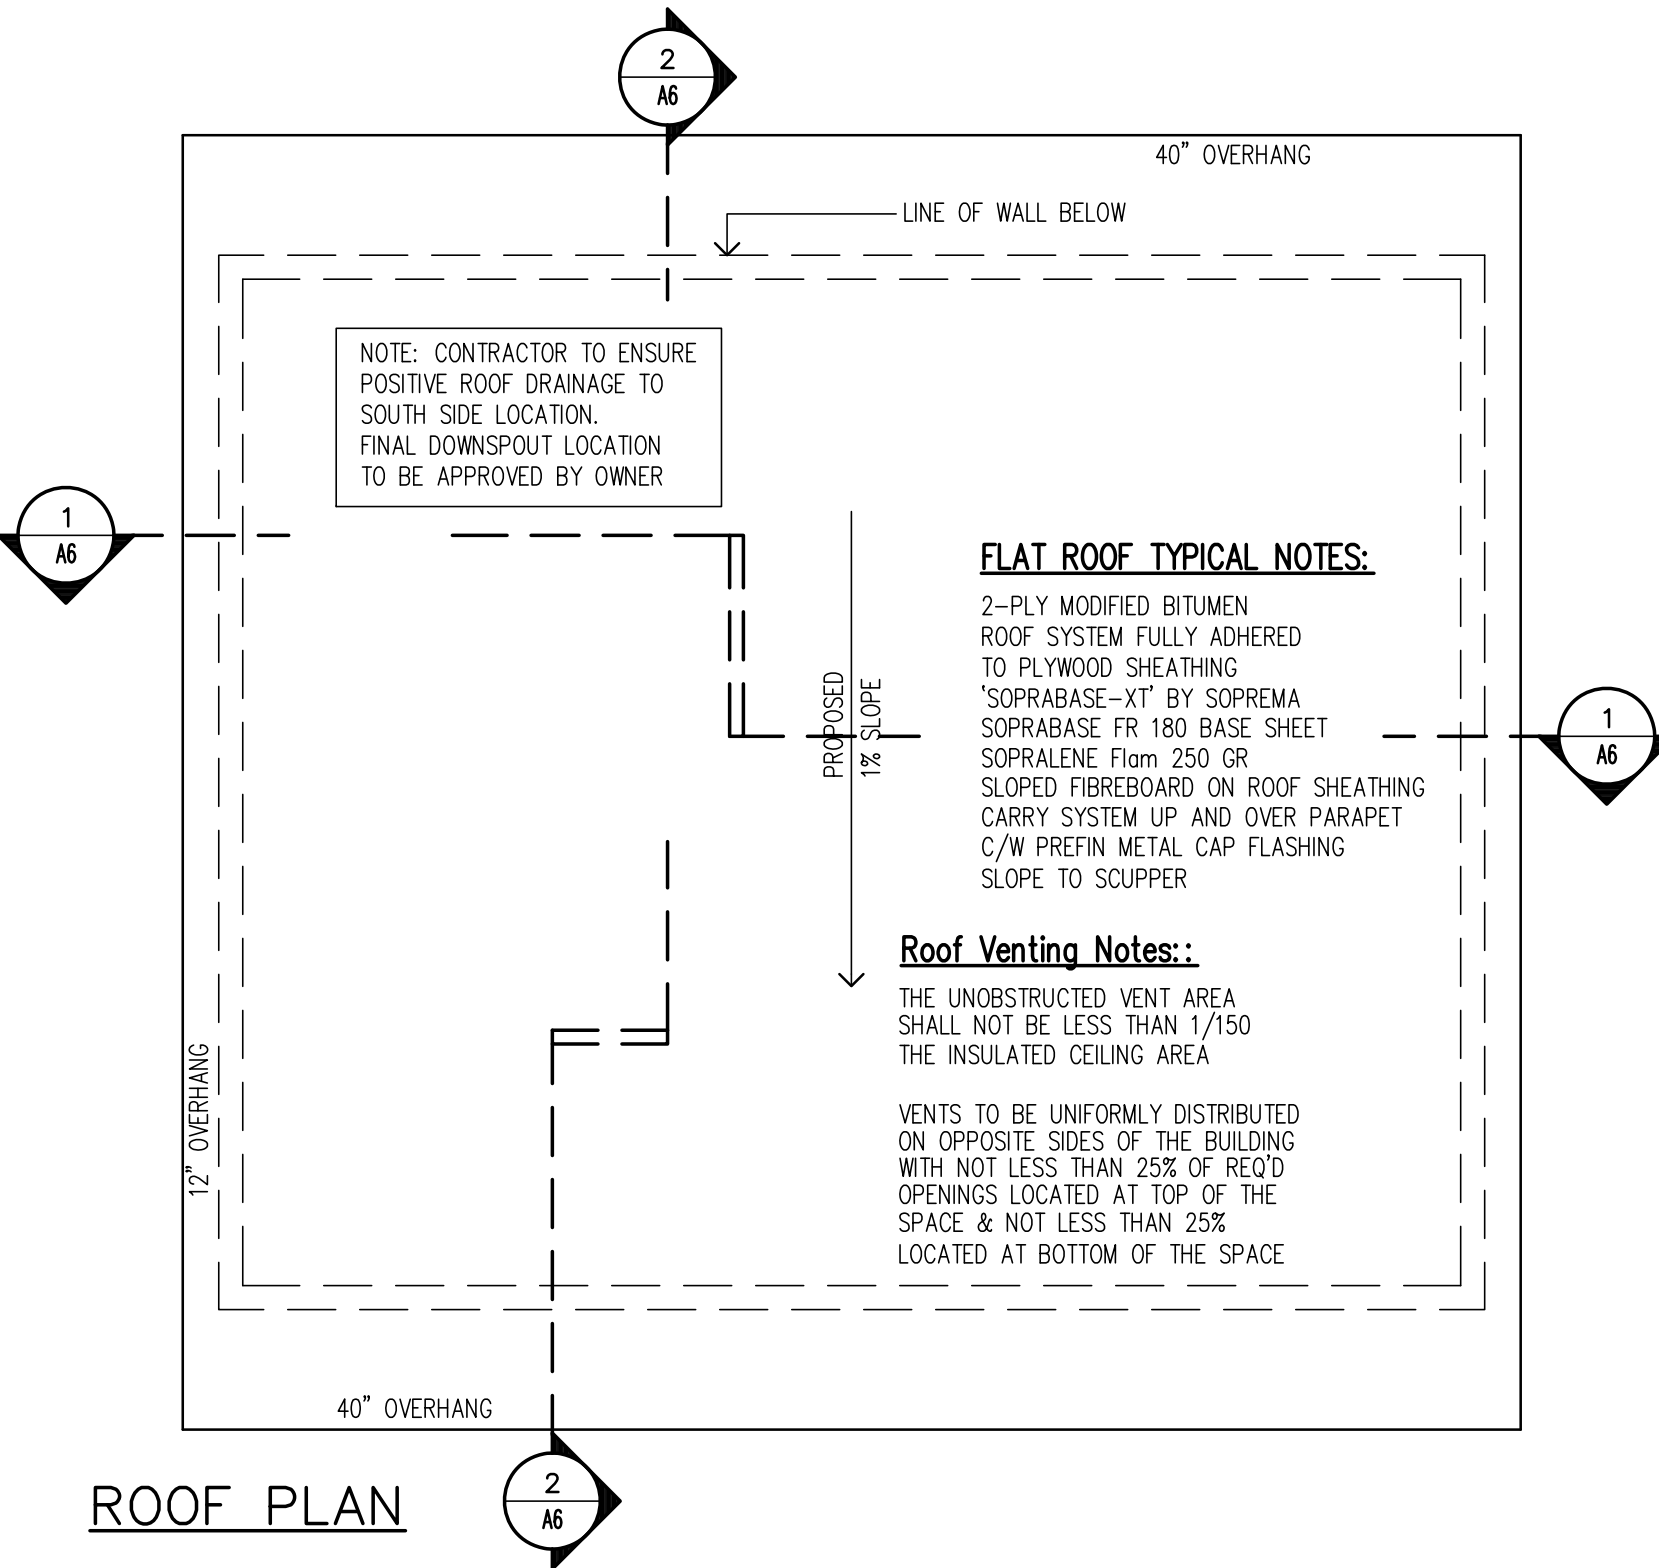 2
A6
40” OVERHANG
LINE OF WALL BELOW
NOTE: CONTRACTOR TO ENSURE
POSITIVE ROOF DRAINAGE TO
SOUTH SIDE LOCATION.
FINAL DOWNSPOUT LOCATION
TO BE APPROVED BY OWNER
1
A6
FLAT ROOF TYPICAL NOTES:
2-PLY MODIFIED BITUMEN
ROOF SYSTEM FULLY ADHERED
TO PLYWOOD SHEATHING
‘SOPRABASE-XT’ BY SOPREMA
SOPRABASE FR 180 BASE SHEET
SOPRALENE Flam 250 GR
SLOPED FIBREBOARD ON ROOF SHEATHING
CARRY SYSTEM UP AND OVER PARAPET
C/W PREFIN METAL CAP FLASHING
SLOPE TO SCUPPER
PROPOSED
1% SLOPE
1
A6
Roof Venting Notes::
THE UNOBSTRUCTED VENT AREA
SHALL NOT BE LESS THAN 1/150
THE INSULATED CEILING AREA
VENTS TO BE UNIFORMLY DISTRIBUTED
ON OPPOSITE SIDES OF THE BUILDING
WITH NOT LESS THAN 25% OF REQ’D
OPENINGS LOCATED AT TOP OF THE
SPACE & NOT LESS THAN 25%
LOCATED AT BOTTOM OF THE SPACE
12” OVERHANG
40” OVERHANG
2
A6
ROOF PLAN